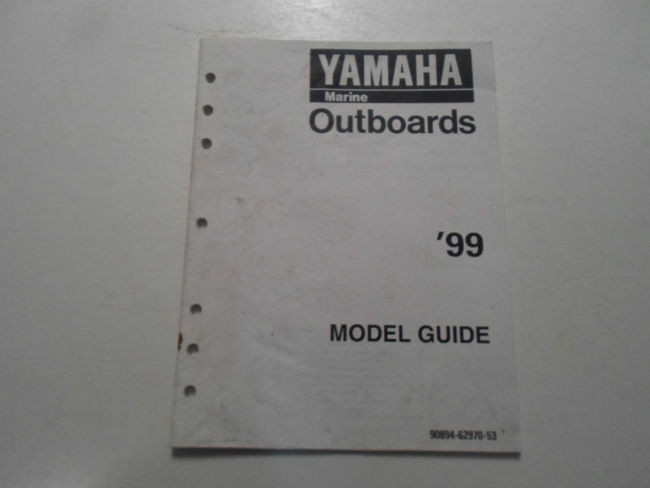 YAMAHA
Marine
Outboards
'99
MODEL GUIDE
90894-62970-53